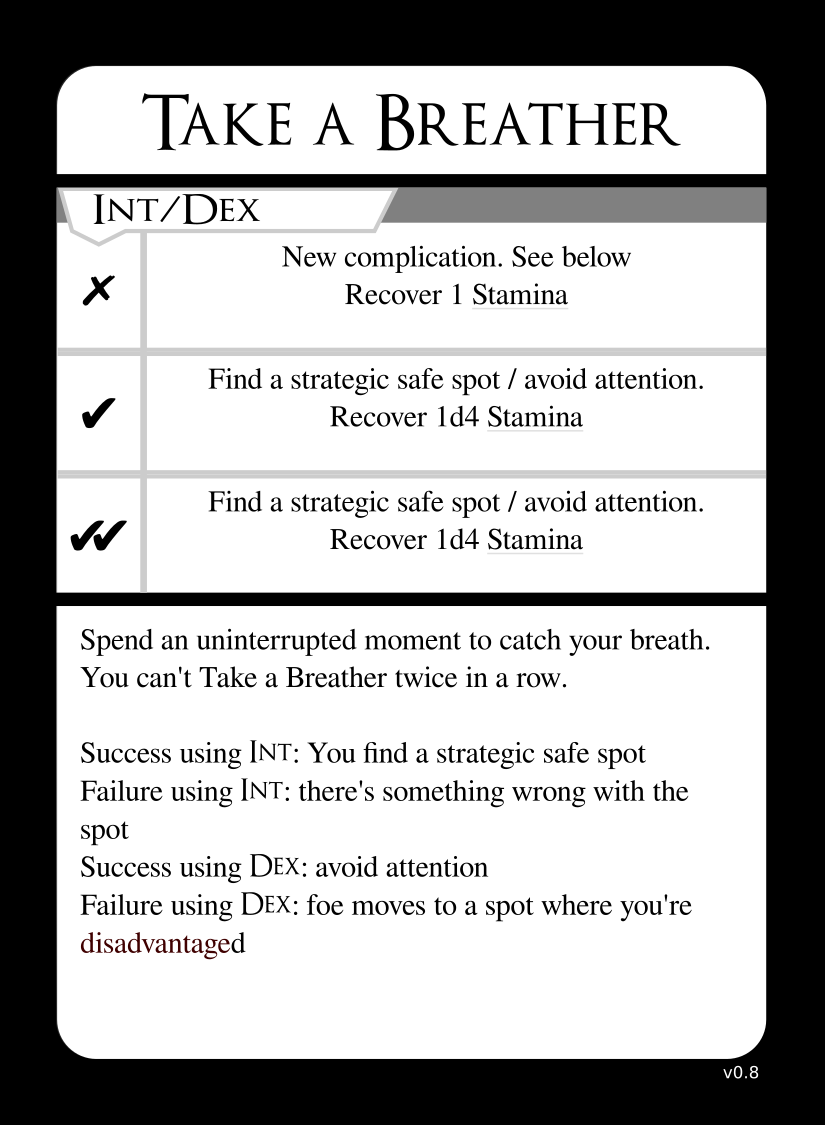 Take a Breather
Int/Dex
✗
New complication. See below
Recover 1 Stamina
✔
Find a strategic safe spot / avoid attention.
Recover 1d4 Stamina
✔✔
Find a strategic safe spot / avoid attention.
Recover 1d4 Stamina
Spend an uninterrupted moment to catch your breath.
You can't Take a Breather twice in a row.
Success using Int: You find a strategic safe spot
Failure using Int: there's something wrong with the
spot
Success using Dex: avoid attention
Failure using Dex: foe moves to a spot where you're
disadvantaged
v0.8